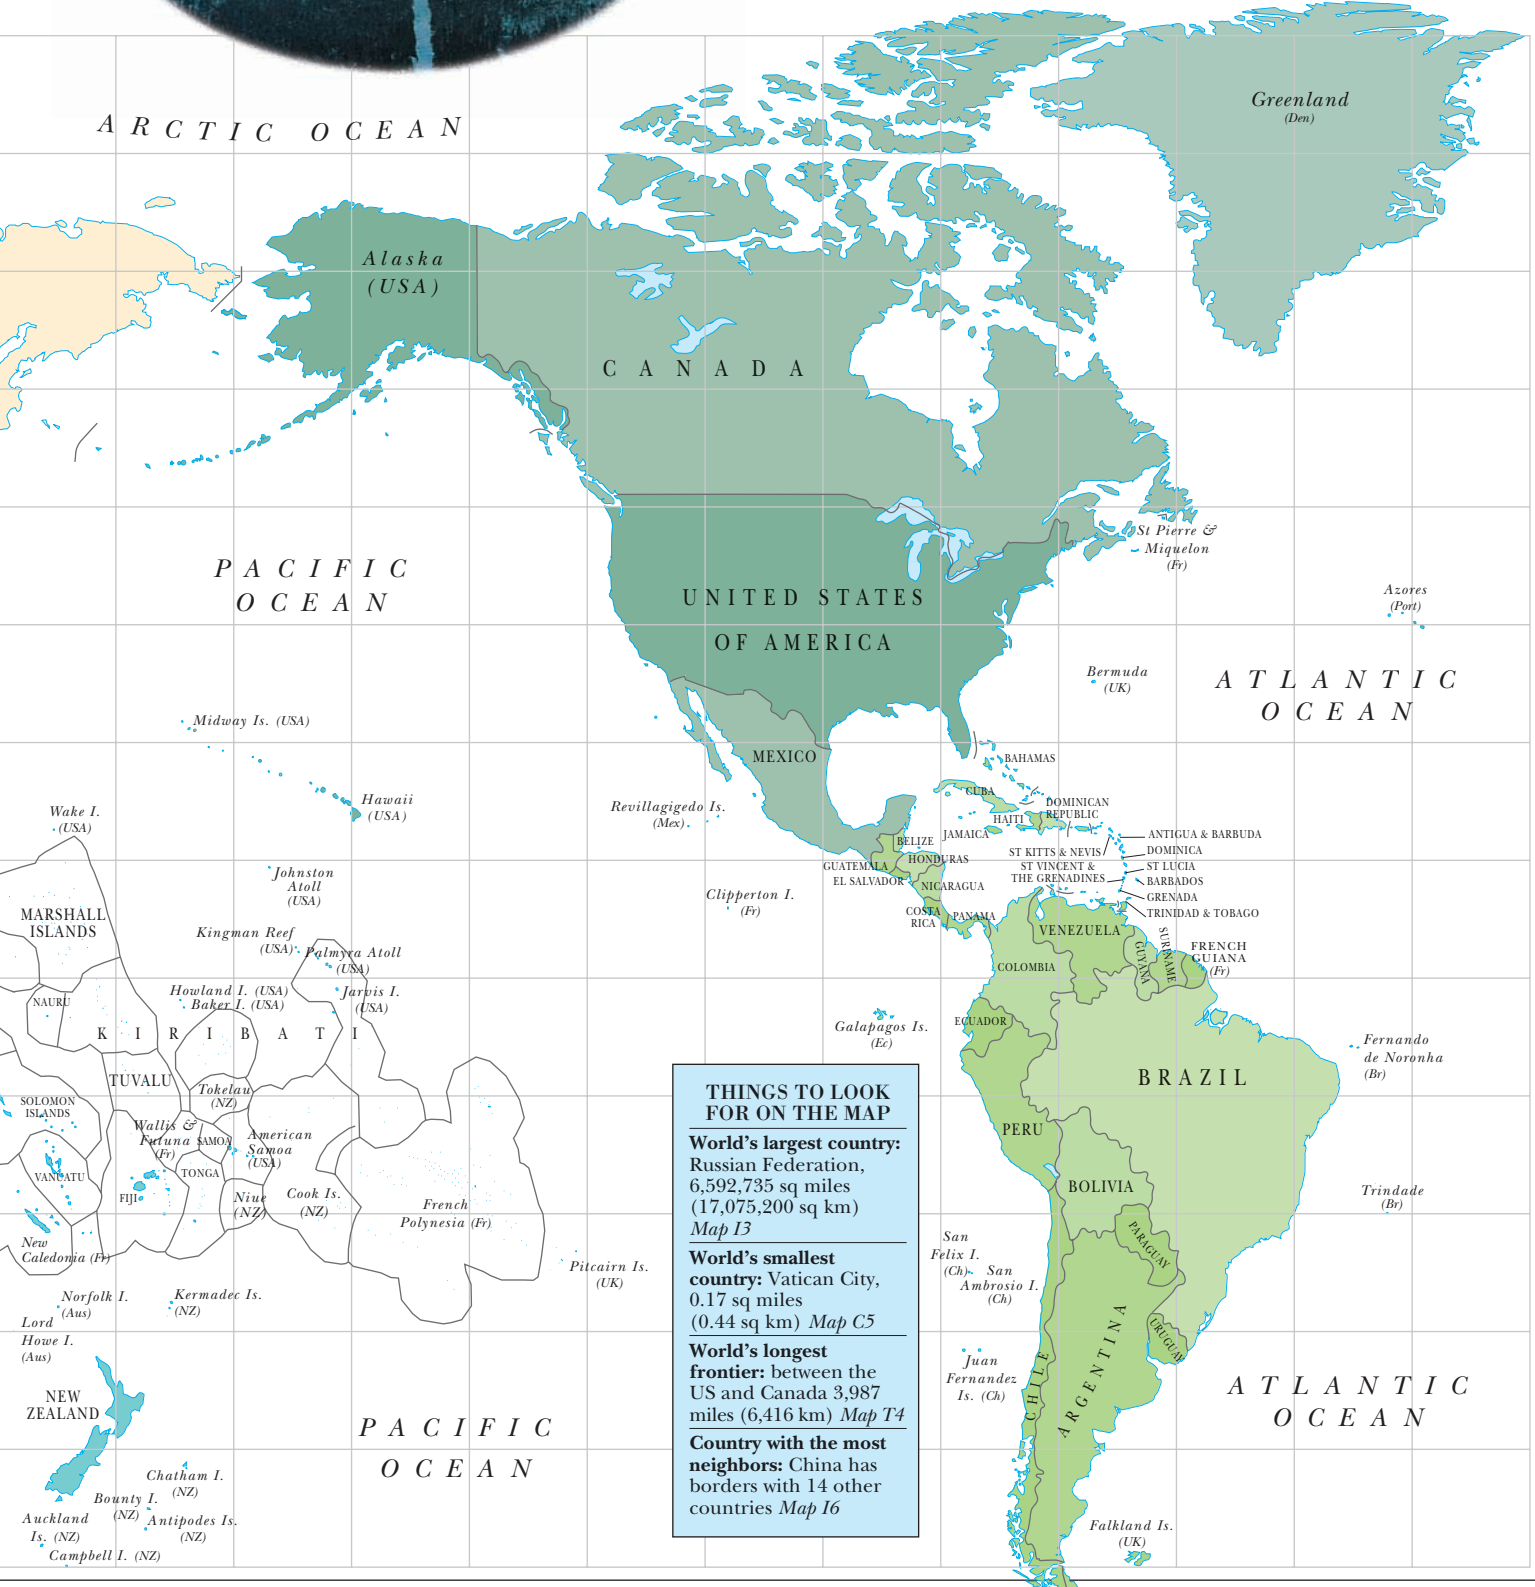 ARCTIC OCEAN
Greenland
(Den)
Alaska
(USA)
CANADA
St Pierre &
Miquelon
(Fr)
PACIFIC
OCEAN
UNITED STATES
OF AMERICA
Azores
(Port)
Bermuda
(UK)
ATLANTIC
OCEAN
Midway Is. (USA)
MEXICO
BAHAMAS
CUBA
Hawaii
(USA)
Revillagigedo Is.
(Mex)
Wake I.
(USA)
DOMINICAN
REPUBLIC
HAITI
JAMAICA
BELIZE
ANTIGUA & BARBUDA
ST KITTS & NEVIS
DOMINICA
HONDURAS
GUATEMALA
ST VINCENT &
THE GRENADINES
ST LUCIA
EL SALVADOR
NICARAGUA
BARBADOS
GRENADA
TRINIDAD & TOBAGO
Johnston
Atoll
(USA)
Clipperton I.
(Fr)
COSTA
RICA
PANAMA
MARSHALL
ISLANDS
Kingman Reef
(USA)
Palmyra Atoll
(USA)
VENEZUELA
GUYANA
SURINAME
FRENCH
GUIANA
(Fr)
COLOMBIA
Howland I. (USA)
Baker I. (USA)
Jarvis I.
(USA)
NAURU
KIRIBATI
Galapagos Is.
(Ec)
ECUADOR
Fernando
de Noronha
(Br)
BRAZIL
TUVALU
Tokelau
(NZ)
SOLOMON
ISLANDS
Wallis &
Futuna
(Fr)
SAMOA
American
Samoa
(USA)
PERU
VANUATU
TONGA
FIJI
Niue
(NZ)
Cook Is.
(NZ)
French
Polynesia (Fr)
BOLIVIA
Trindade
(Br)
PARAGUAY
New
Caledonia (Fr)
Pitcairn Is.
(UK)
San
Felix I.
(Ch)
San
Ambrosio I.
(Ch)
Norfolk I.
(Aus)
Kermadec Is.
(NZ)
Lord
Howe I.
(Aus)
URUGUAY
ARGENTINA
CHILE
Juan
Fernandez
Is. (Ch)
NEW
ZEALAND
PACIFIC
OCEAN
ATLANTIC
OCEAN
Chatham I.
(NZ)
Bounty I.
(NZ)
Antipodes Is.
(NZ)
Auckland
Is. (NZ)
Campbell I. (NZ)
Falkland Is.
(UK)
THINGS TO LOOK
FOR ON THE MAP
World's largest country:
Russian Federation,
6,592,735 sq miles
(17,075,200 sq km)
Map I3
World's smallest
country: Vatican City,
0.17 sq miles
(0.44 sq km) Map C5
World's longest
frontier: between the
US and Canada 3,987
miles (6,416 km) Map T4
Country with the most
neighbors: China has
borders with 14 other
countries Map I6